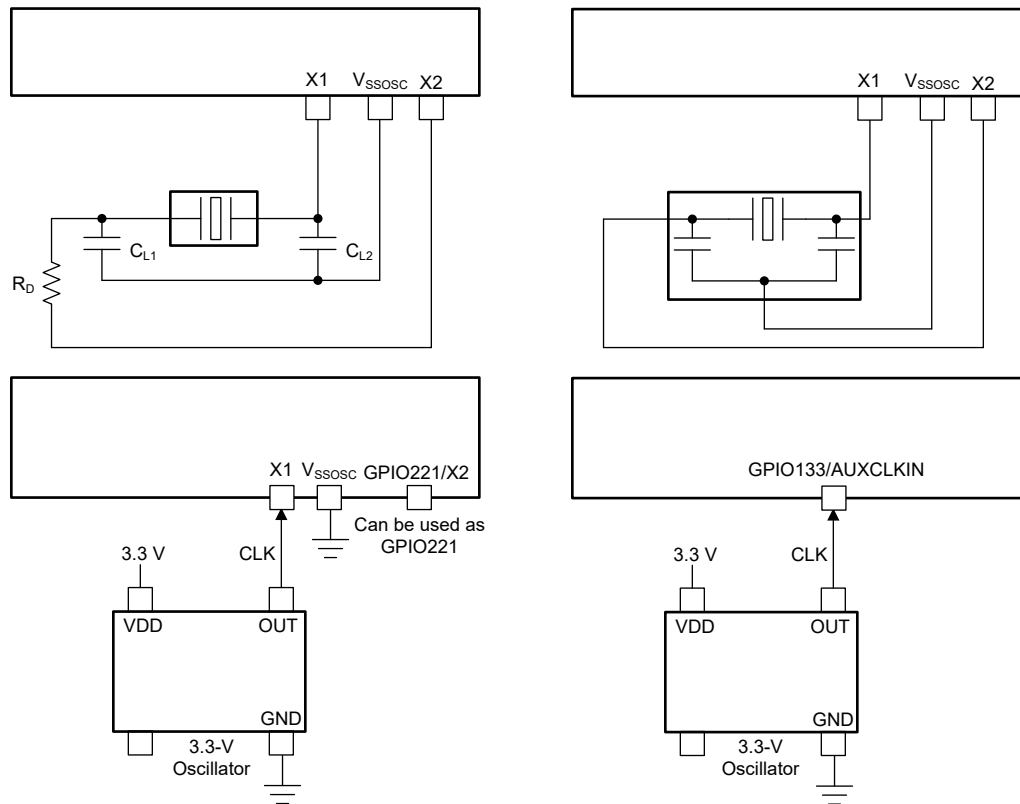 X1 VSSOSC X2
CL1
CL2
RD
X1 VSSOSC X2
X1 VSSOSC GPIO221/X2
Can be used as
GPIO221
3.3 V
CLK
VDD OUT
GND
3.3-V
Oscillator
GPIO133/AUXCLKIN
3.3 V
CLK
VDD OUT
GND
3.3-V
Oscillator